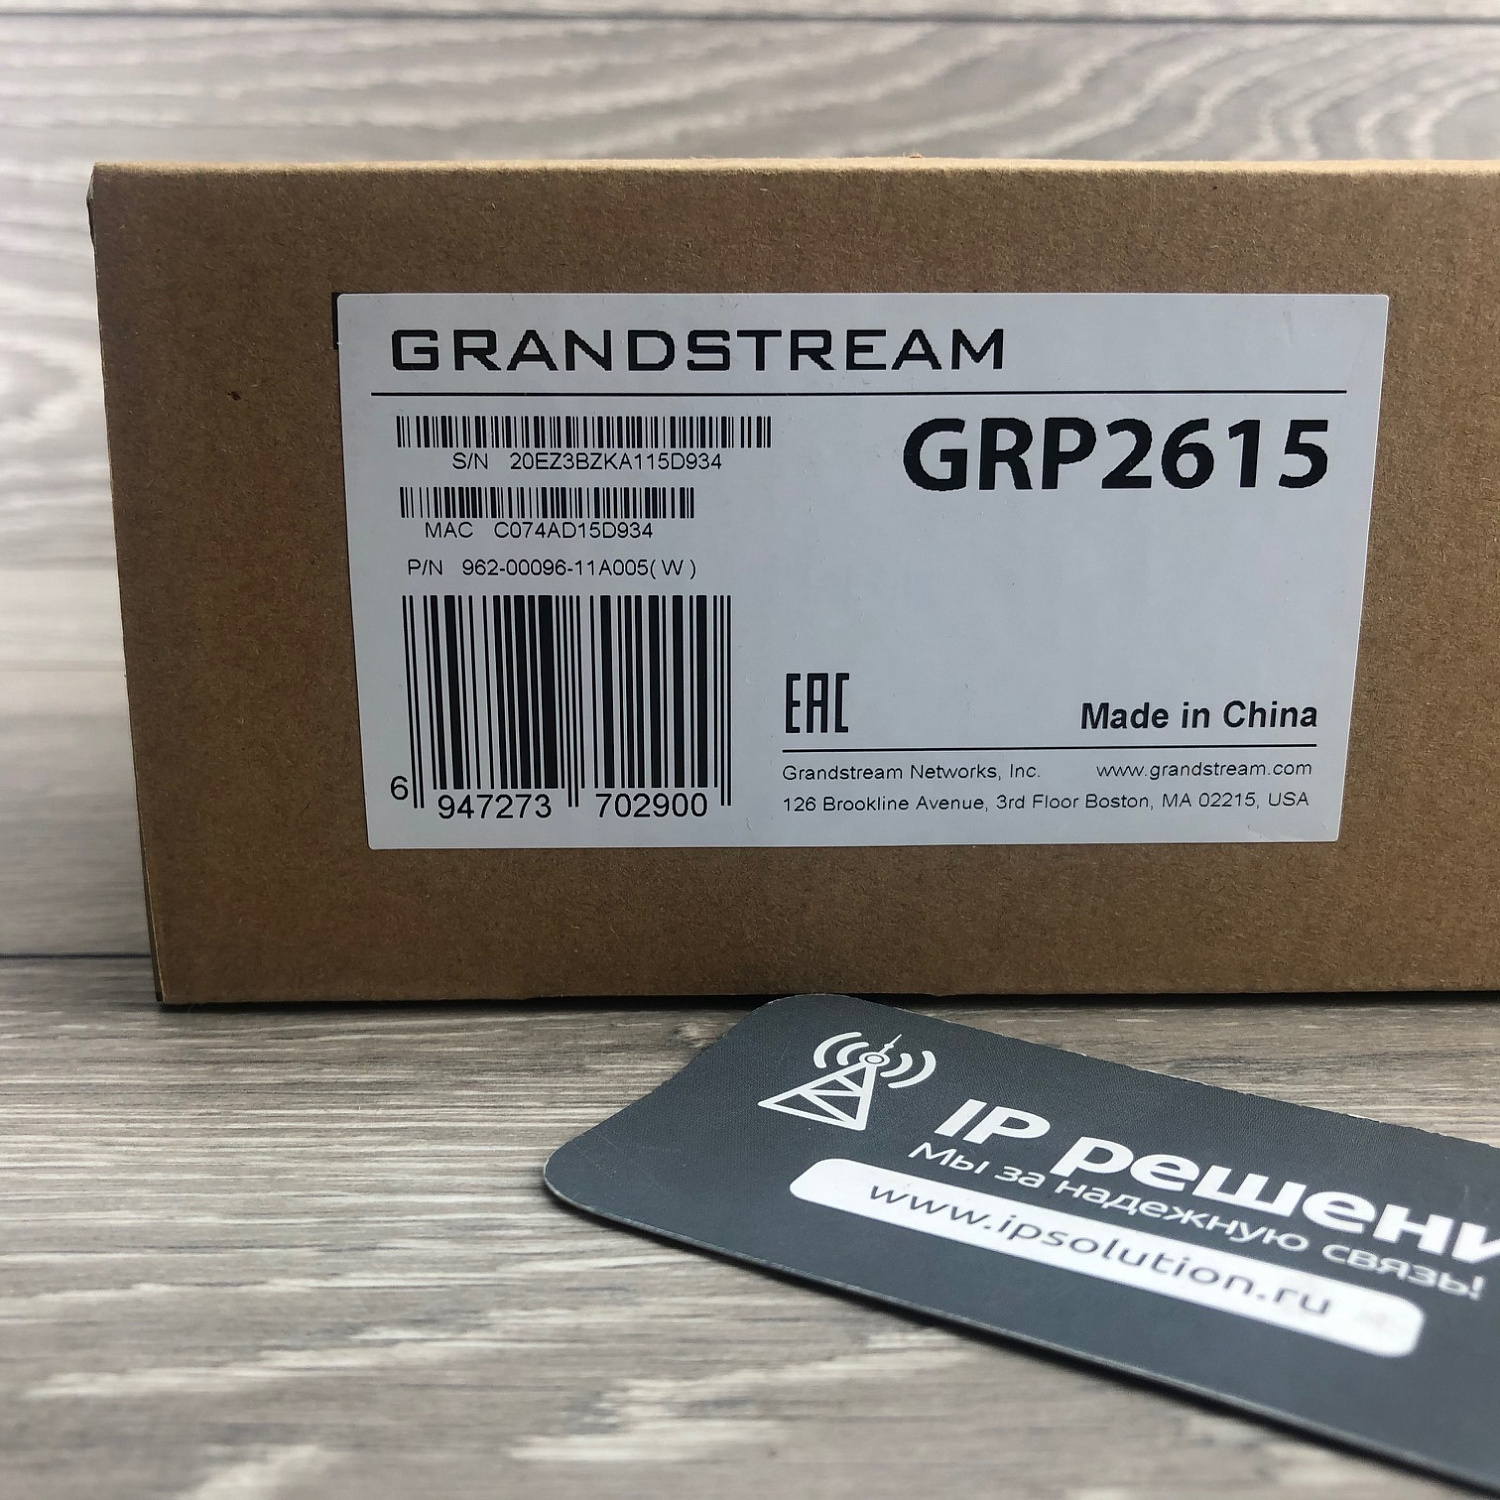 GRANDSTREAM
GRP2615
S/N 20EZ3BZKA115D934
MAC C074AD15D934
P/N 962-00096-11A005(W)
6 947273 702900
EAC
Made in China
Grandstream Networks, Inc. www.grandstream.com
126 Brookline Avenue, 3rd Floor Boston, MA 02215, USA
IP решени
Мы за надежную связь!
www.ipsolution.ru